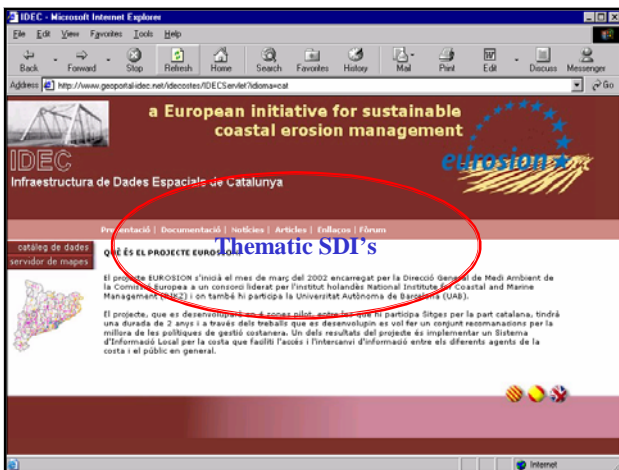 IDEC - Microsoft Internet Explorer
File Edit View Favorites Tools Help
Back Forward Stop Refresh Home Search Favorites History Mail Print Edit Discuss Messenger
Address http://www.geoportal-idec.net/idecostes/IDECServlet?idioma=cat Go
a European initiative for sustainable
coastal erosion management
IDEC
eurosion
Infraestructura de Dades Espacials de Catalunya
Presentació | Documentació | Notícies | Articles | Enllaços | Fòrum
Thematic SDI's
catàleg de dades
servidor de mapes
QUÈ ÉS EL PROJECTE EUROSION?
El projecte EUROSION s'inicià el mes de març del 2002 encarregat per la Direcció General de Medi Ambient de
la Comissió Europea a un consorci liderat per l'institut holandès National Institute for Coastal and Marine
Management (RIKZ) i on també hi participa la Universitat Autònoma de Barcelona (UAB).
El projecte, que es desenvoluparà en 4 zones pilot, entre les que hi participa Sitges per la part catalana, tindrà
una durada de 2 anys i a través dels treballs que es desenvolupin es vol fer un conjunt recomanacions per la
millora de les polítiques de gestió costanera. Un dels resultats del projecte és implementar un Sistema
d'Informació Local per la costa que faciliti l'accés i l'intercanvi d'informació entre els diferents agents de la
costa i el públic en general.
Internet